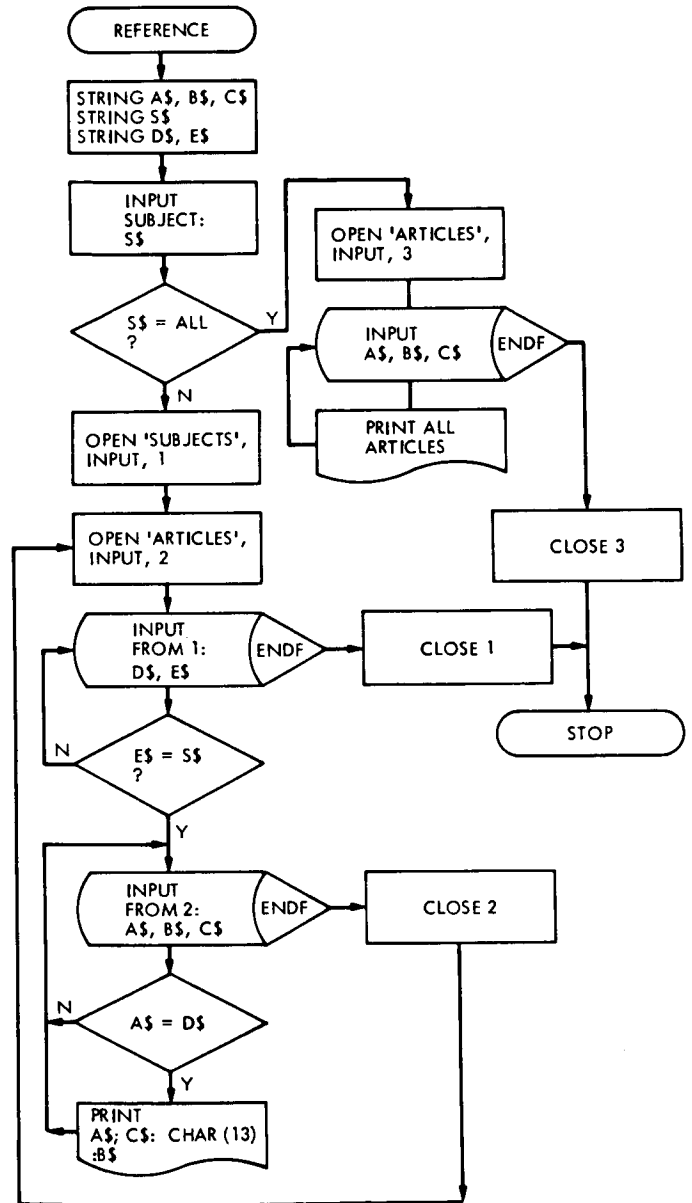 REFERENCE
STRING A$, B$, C$
STRING S$
STRING D$, E$
INPUT
SUBJECT:
S$
S$ = ALL
?
Y
N
OPEN 'ARTICLES',
INPUT, 3
INPUT
A$, B$, C$
ENDF
PRINT ALL
ARTICLES
CLOSE 3
OPEN 'SUBJECTS',
INPUT, 1
OPEN 'ARTICLES',
INPUT, 2
INPUT
FROM 1:
D$, E$
ENDF
CLOSE 1
STOP
E$ = S$
?
N
Y
INPUT
FROM 2:
A$, B$, C$
ENDF
CLOSE 2
A$ = D$
N
Y
PRINT
A$; C$: CHAR (13)
:B$